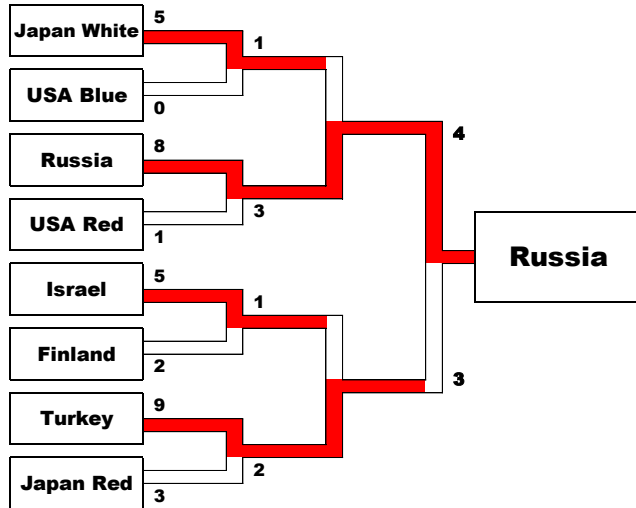 5
Japan White
1
USA Blue
0
4
8
Russia
3
USA Red
1
Russia
5
Israel
1
Finland
2
3
9
Turkey
2
Japan Red
3